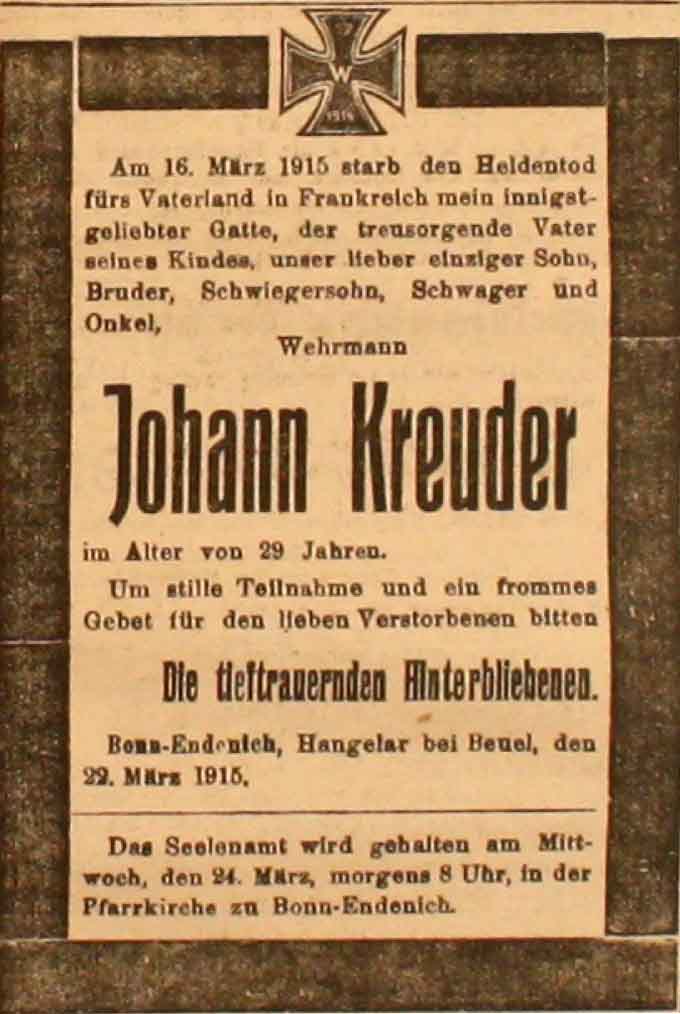 W
1914
Am 16. März 1915 starb den Heldentod
fürs Vaterland in Frankreich mein innigst-
geliebter Gatte, der treusorgende Vater
seines Kindes, unser lieber einziger Sohn,
Bruder, Schwiegersohn, Schwager und
Onkel,
Wehrmann
Johann Kreuder
im Alter von 29 Jahren.
Um stille Teilnahme und ein frommes
Gebet für den lieben Verstorbenen bitten
Die tieftrauernden Hinterbliebenen.
Bonn-Endenich, Hangelar bei Beuel, den
22. März 1915.
Das Seelenamt wird gehalten am Mitt-
woch, den 24. März, morgens 8 Uhr, in der
Pfarrkirche zu Bonn-Endenich.